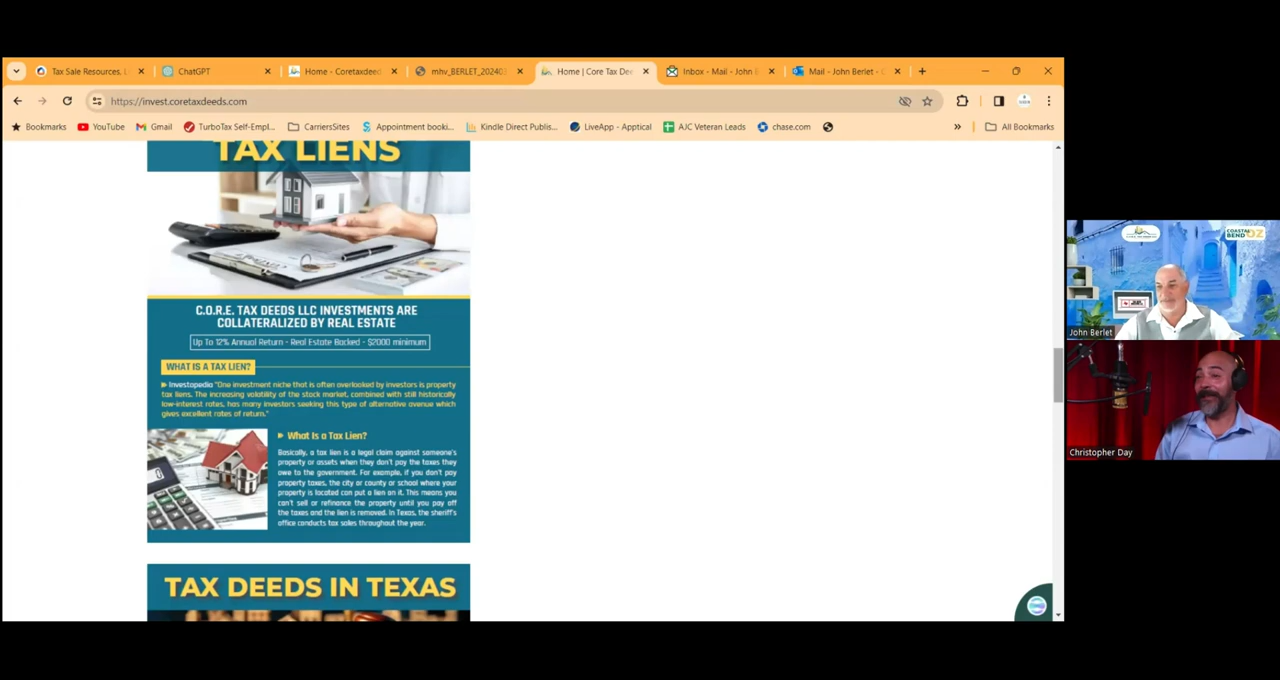 Tax Sale Resources, L
ChatGPT
Home - Coretaxdeed
mhv_BERLET_202403
Home | Core Tax Dee
Inbox - Mail - John B
Mail - John Berlet - 
https://invest.coretaxdeeds.com
Bookmarks
YouTube
Gmail
TurboTax Self-Empl...
CarriersSites
Appointment booki...
Kindle Direct Publis...
LiveApp - Apptical
AJC Veteran Leads
chase.com
»
All Bookmarks
TAX LIENS
C.O.R.E. TAX DEEDS LLC INVESTMENTS ARE
COLLATERALIZED BY REAL ESTATE
Up To 12% Annual Return - Real Estate Backed - $2000 minimum
WHAT IS A TAX LIEN?
Investopedia "One investment niche that is often overlooked by investors is property
tax liens. The increasing volatility of the stock market, combined with still historically
low-interest rates, has many investors seeking this type of alternative avenue which
gives excellent rates of return."
What Is a Tax Lien?
Basically, a tax lien is a legal claim against someone's
property or assets when they don't pay the taxes they
owe to the government. For example, if you don't pay
property taxes, the city or county or school where your
property is located can put a lien on it. This means you
can't sell or refinance the property until you pay off
the taxes and the lien is removed. In Texas, the sheriff's
office conducts tax sales throughout the year.
TAX DEEDS IN TEXAS
COASTAL
BEND OZ
John Berlet
Christopher Day